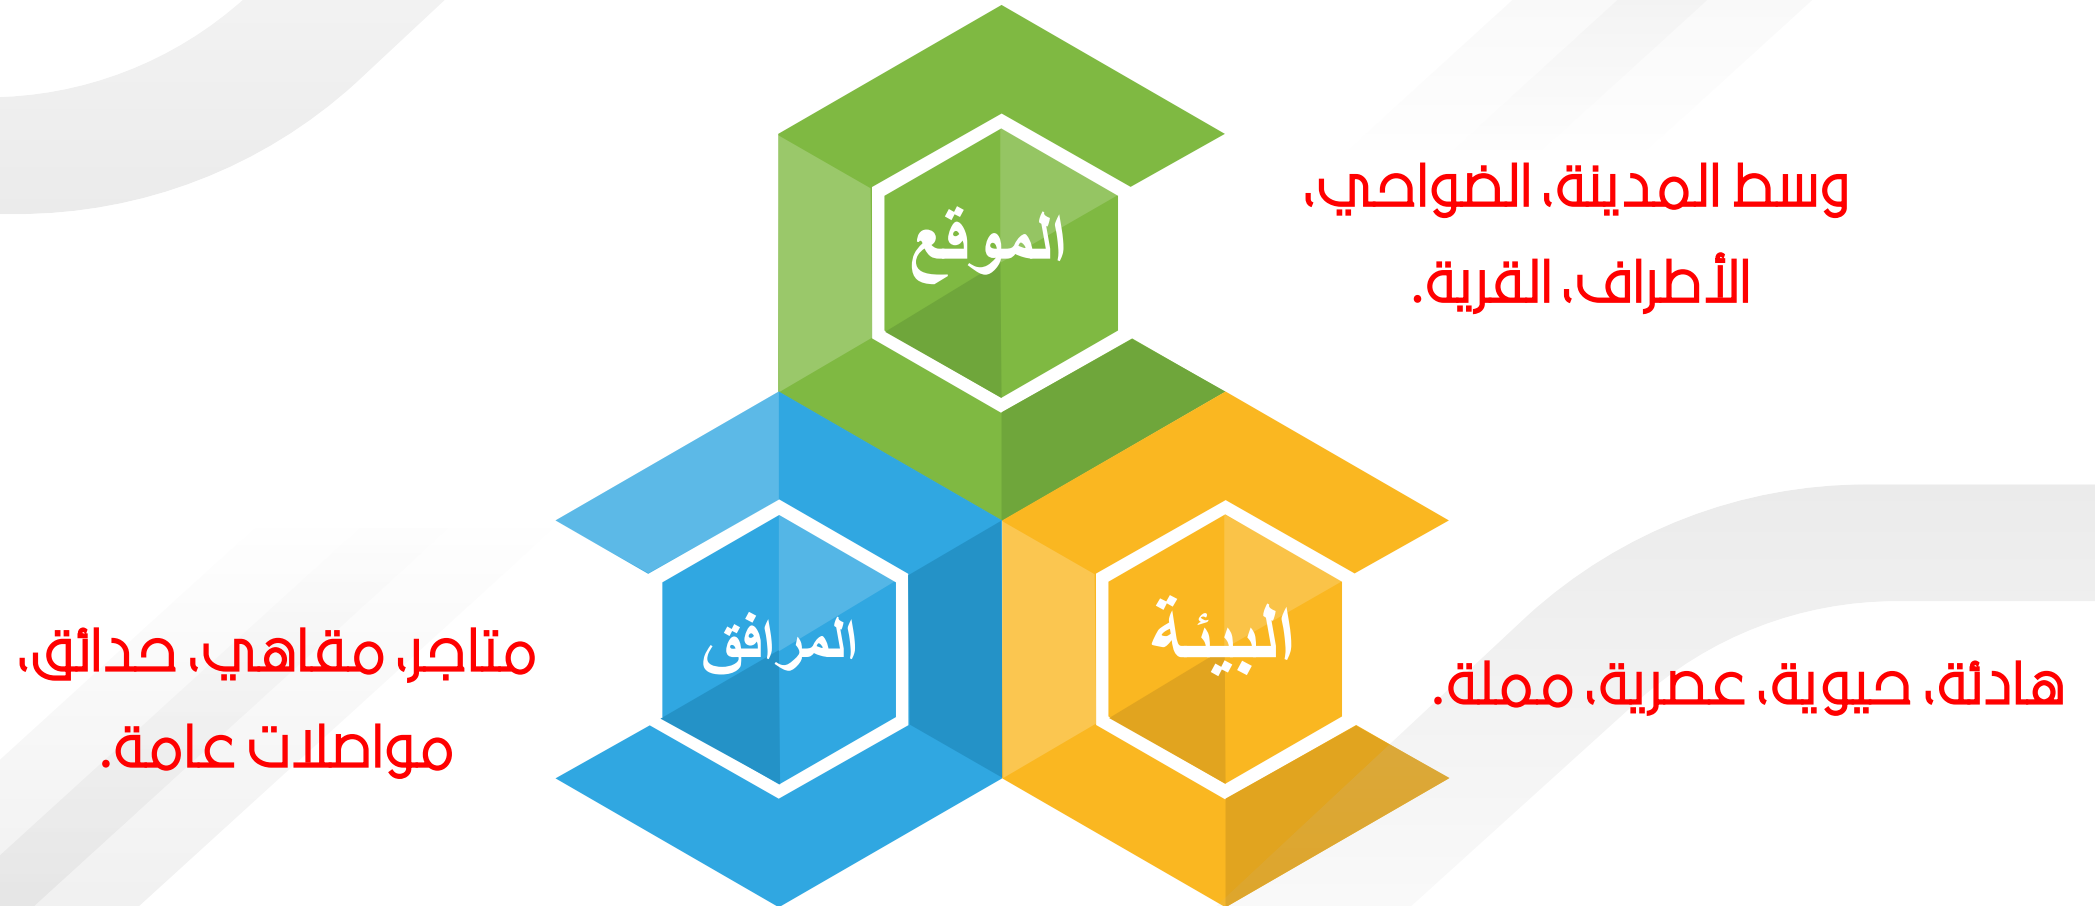 الموقع
وسط المدينة، الضواحي،
الأطراف، القرية.
البيئة
هادئة، حيوية، عصرية، مملة.
المرافق
متاجر، مقاهي، حدائق،
مواصلات عامة.